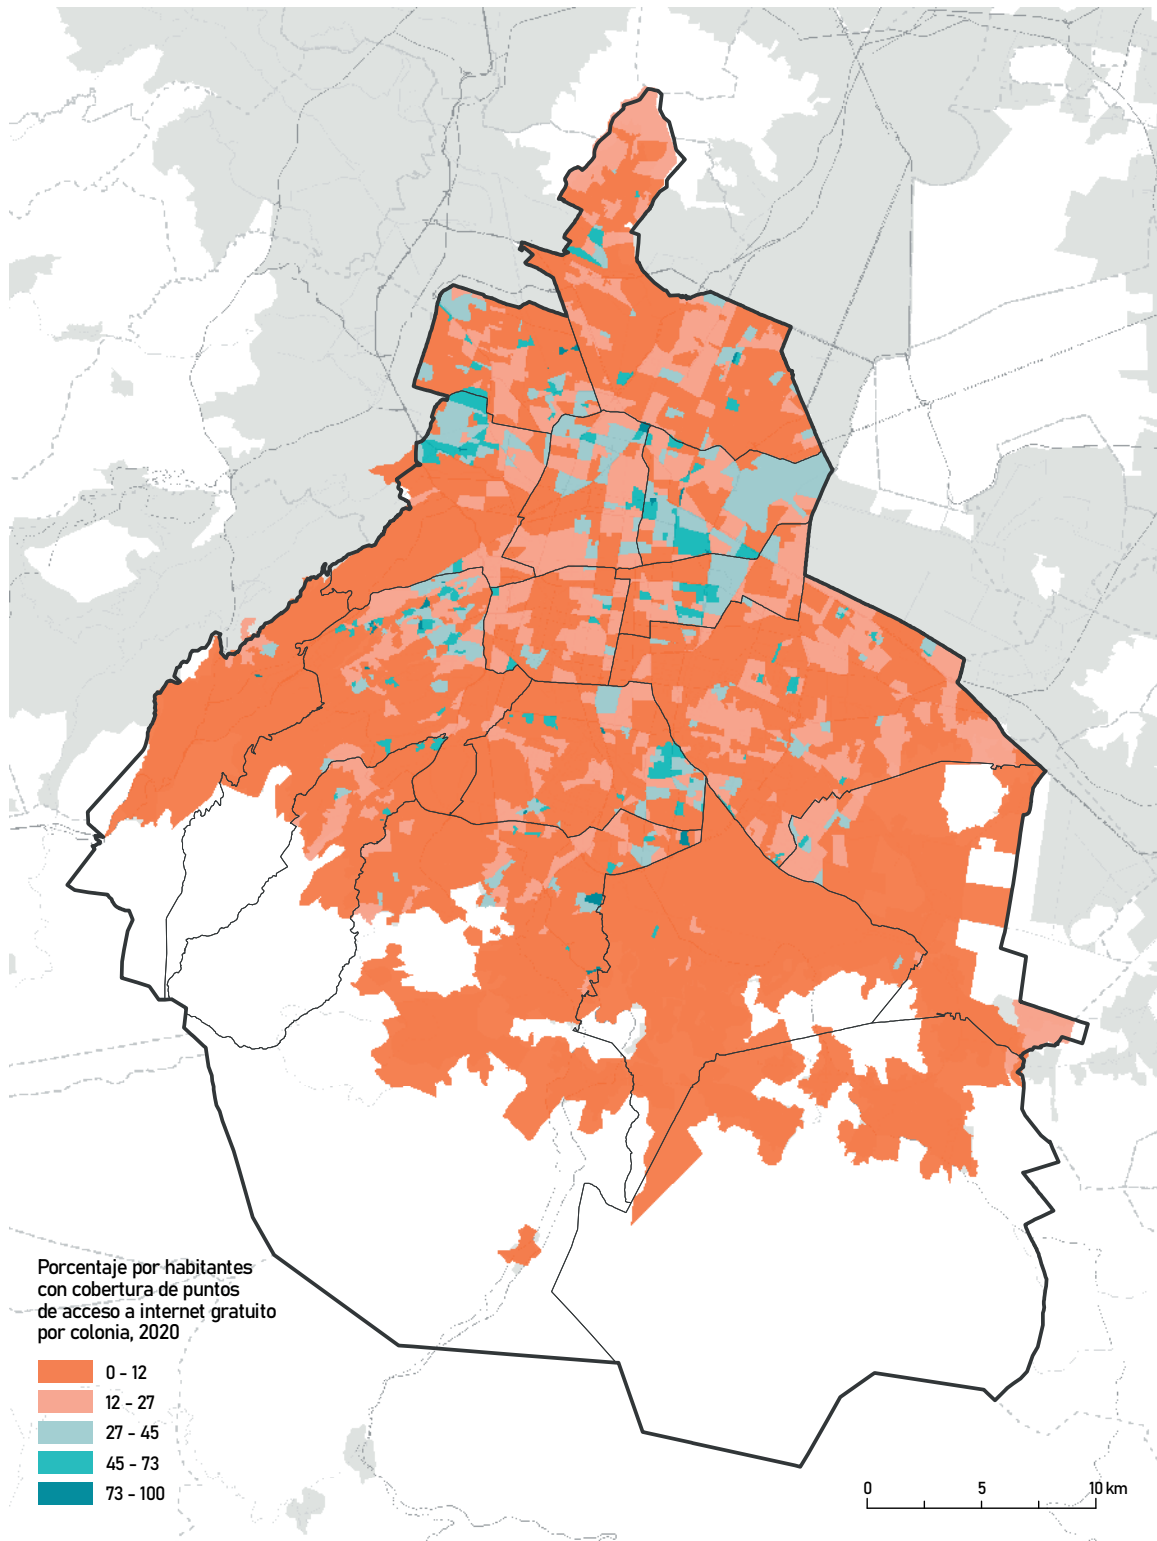 Porcentaje por habitantes
con cobertura de puntos
de acceso a internet gratuito
por colonia, 2020
0 - 12
12 - 27
27 - 45
45 - 73
73 - 100
0 5 10 km